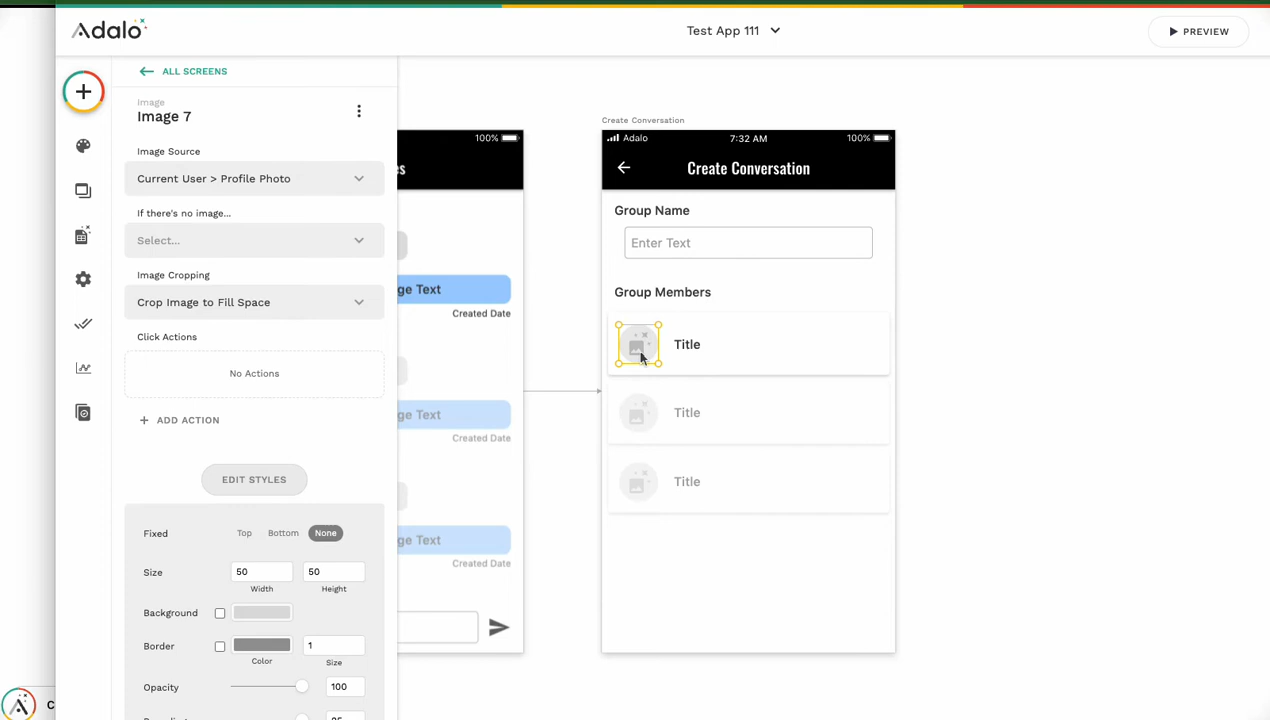 Adalo
Test App 111
PREVIEW
ALL SCREENS
Image
Image 7
Image Source
Current User > Profile Photo
If there's no image...
Select...
Image Cropping
Crop Image to Fill Space
Click Actions
No Actions
+ ADD ACTION
EDIT STYLES
Fixed Top Bottom None
Size 50 50
Width Height
Background
Border 1
Color Size
Opacity 100
100%
es
ge Text
Created Date
ge Text
Created Date
ge Text
Created Date
Create Conversation
Adalo 7:32 AM 100%
Create Conversation
Group Name
Enter Text
Group Members
Title
Title
Title
C